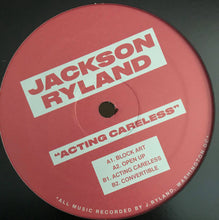 JACKSON
RYLAND
"ACTING CARELESS"
A1. BLOCK ART
A2. OPEN UP
B1. ACTING CARELESS
B2. CONVERTIBLE
"ALL MUSIC RECORDED BY J.RYLAND, WASHINGTON D.C.